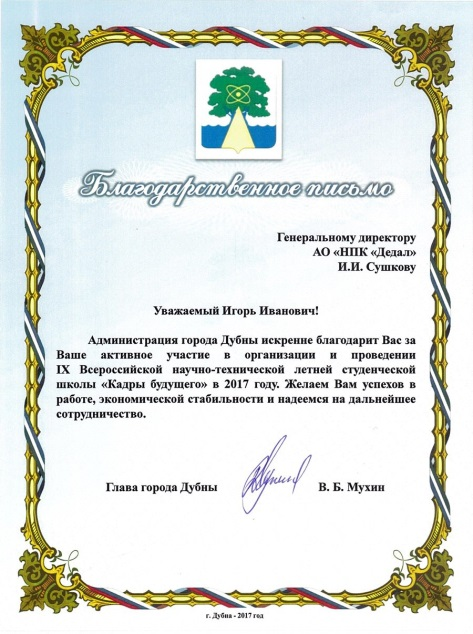 Благодарственное письмо
Генеральному директору
АО «НПК «Дедал»
И.И. Сушкову
Уважаемый Игорь Иванович!
Администрация города Дубны искренне благодарит Вас за
Ваше активное участие в организации и проведении
IX Всероссийской научно-технической летней студенческой
школы «Кадры будущего» в 2017 году. Желаем Вам успехов в
работе, экономической стабильности и надеемся на дальнейшее
сотрудничество.
Глава города Дубны В. Б. Мухин
г. Дубна - 2017 год